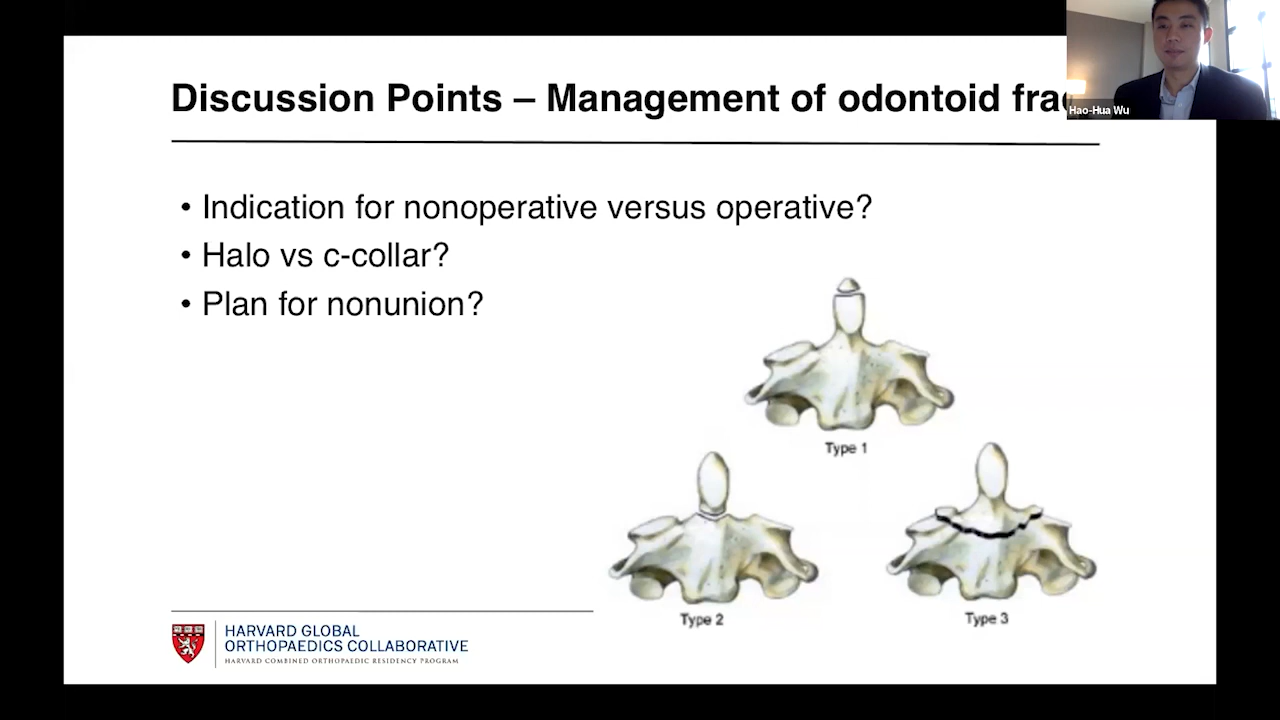 Discussion Points – Management of odontoid
Hao-Hua Wu
• Indication for nonoperative versus operative?
• Halo vs c-collar?
• Plan for nonunion?
Type 1
Type 2
Type 3
HARVARD GLOBAL
ORTHOPAEDICS COLLABORATIVE
HARVARD COMBINED ORTHOPAEDIC RESIDENCY PROGRAM